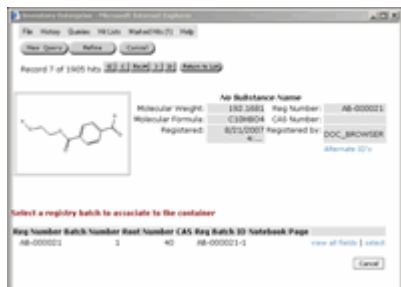 Inventory Enterprise - Microsoft Internet Explorer
File History Queries Hit Lists Marked Hits (?) Help
New Query Refine Cancel
Record 7 of 1905 hits Return to List
No Substance Name
Molecular Weight: 192.1681 Reg Number: AB-000021
Molecular Formula: C10H8O4 CAS Number:
Registered: 8/21/2007 Registered by: DOC_BROWSER
Alternate ID's
Select a registry batch to associate to the container
Reg Number Batch Number Root Number CAS Reg Batch ID Notebook Page
AB-000021 1 40 AB-000021-1 view all fields | select
Cancel